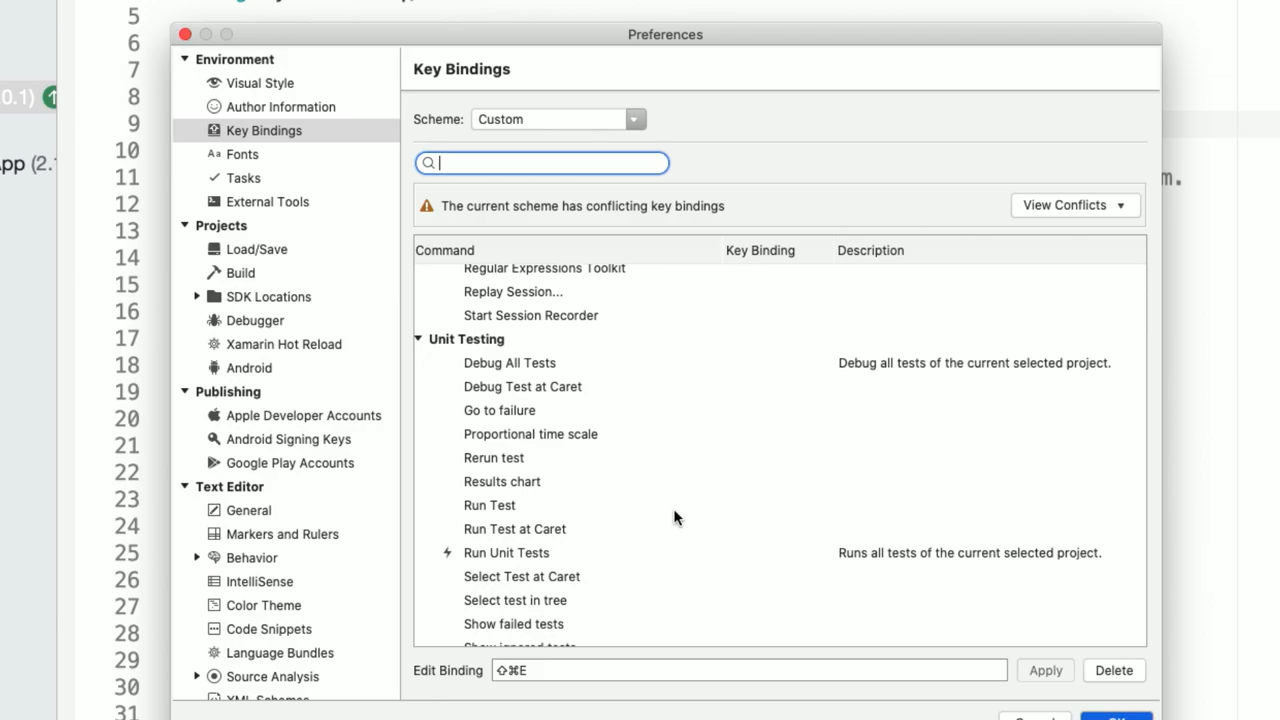 Preferences
Environment
Visual Style
Author Information
Key Bindings
Fonts
Tasks
External Tools
Projects
Load/Save
Build
SDK Locations
Debugger
Xamarin Hot Reload
Android
Publishing
Apple Developer Accounts
Android Signing Keys
Google Play Accounts
Text Editor
General
Markers and Rulers
Behavior
IntelliSense
Color Theme
Code Snippets
Language Bundles
Source Analysis
XML Schemas
Key Bindings
Scheme: Custom
The current scheme has conflicting key bindings
View Conflicts
Command Key Binding Description
Regular Expressions Toolkit
Replay Session...
Start Session Recorder
Unit Testing
Debug All Tests Debug all tests of the current selected project.
Debug Test at Caret
Go to failure
Proportional time scale
Rerun test
Results chart
Run Test
Run Test at Caret
Run Unit Tests Runs all tests of the current selected project.
Select Test at Caret
Select test in tree
Show failed tests
Show ignored tests
Edit Binding ⇧⌘E Apply Delete
0.1)
App (2.1
m.
5
6
7
8
9
10
11
12
13
14
15
16
17
18
19
20
21
22
23
24
25
26
27
28
29
30
31